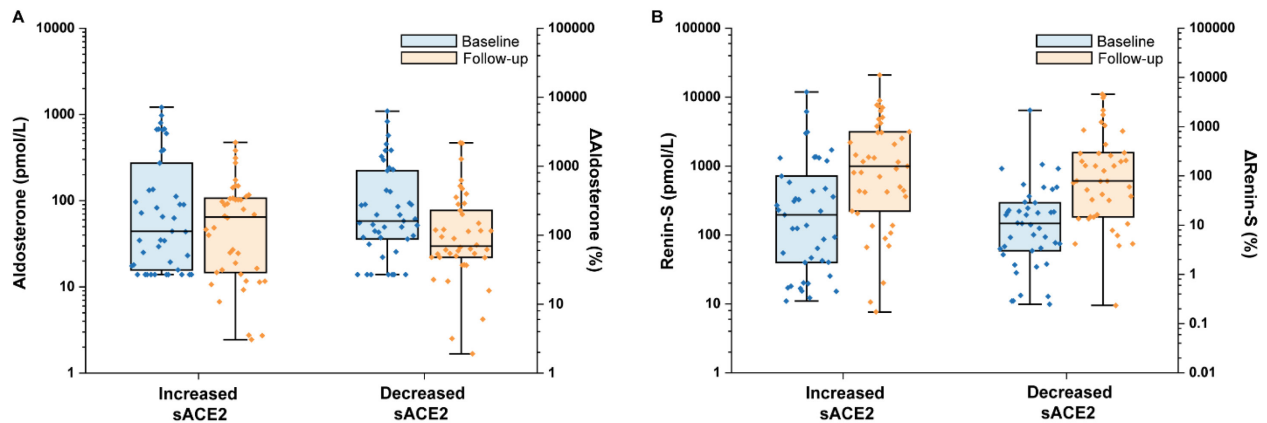 A
B
10000
1000
100
10
1
Aldosterone (pmol/L)
100000
10000
1000
100
10
1
ΔAldosterone (%)
Baseline
Follow-up
Increased
sACE2
Decreased
sACE2
100000
10000
1000
100
10
1
Renin-S (pmol/L)
100000
10000
1000
100
10
1
0.1
0.01
ΔRenin-S (%)
Baseline
Follow-up
Increased
sACE2
Decreased
sACE2